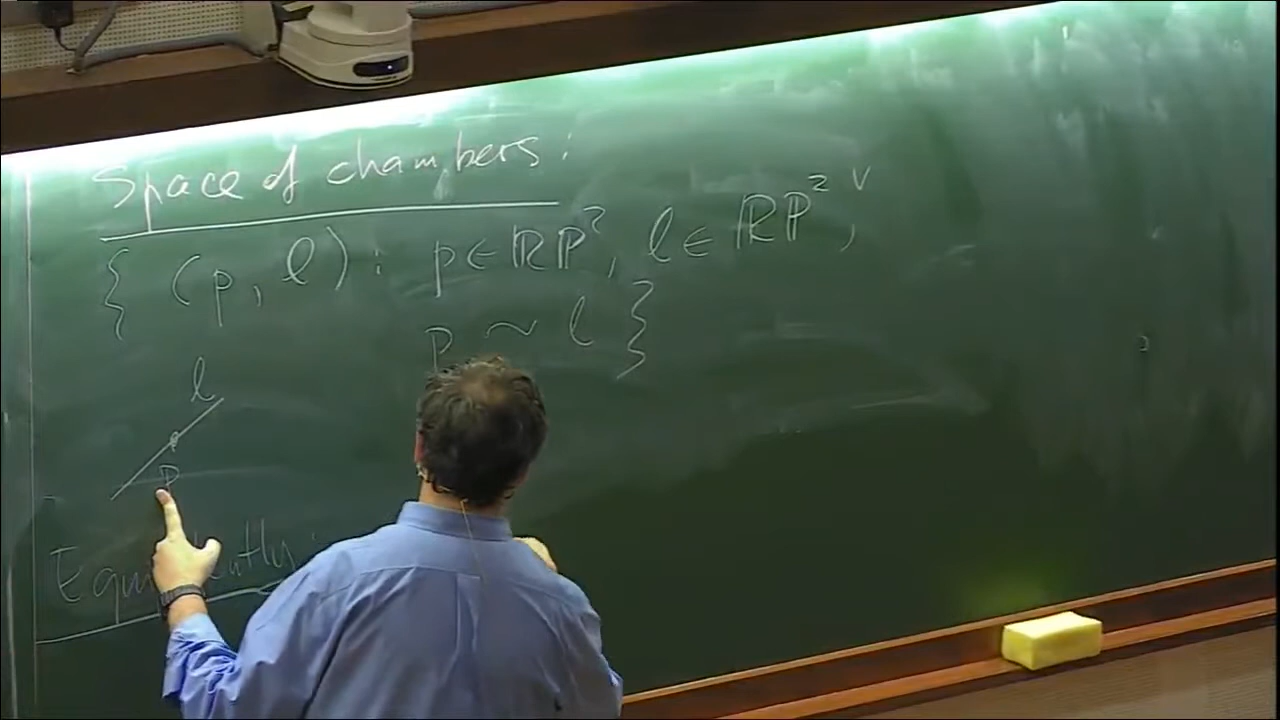 Space of chambers:
{ (p, ℓ) : p ∈ ℝℙ², ℓ ∈ ℝℙ²^∨,
p ~ ℓ }
ℓ
p